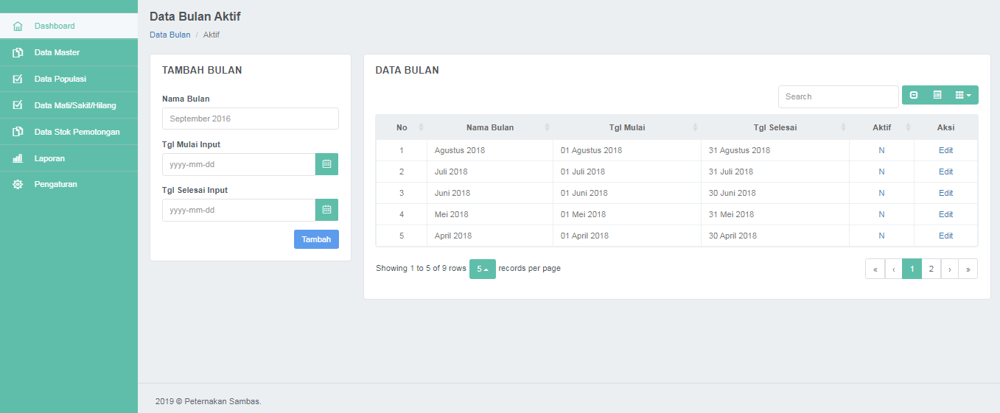 Dashboard
Data Master
Data Populasi
Data Mati/Sakit/Hilang
Data Stok Pemotongan
Laporan
Pengaturan
Data Bulan Aktif
Data Bulan / Aktif
TAMBAH BULAN
Nama Bulan
September 2016
Tgl Mulai Input
yyyy-mm-dd
Tgl Selesai Input
yyyy-mm-dd
Tambah
DATA BULAN
Search
No Nama Bulan Tgl Mulai Tgl Selesai Aktif Aksi
1 Agustus 2018 01 Agustus 2018 31 Agustus 2018 N Edit
2 Juli 2018 01 Juli 2018 31 Juli 2018 N Edit
3 Juni 2018 01 Juni 2018 30 Juni 2018 N Edit
4 Mei 2018 01 Mei 2018 31 Mei 2018 N Edit
5 April 2018 01 April 2018 30 April 2018 N Edit
Showing 1 to 5 of 9 rows 5 records per page « ‹ 1 2 › »
2019 © Peternakan Sambas.